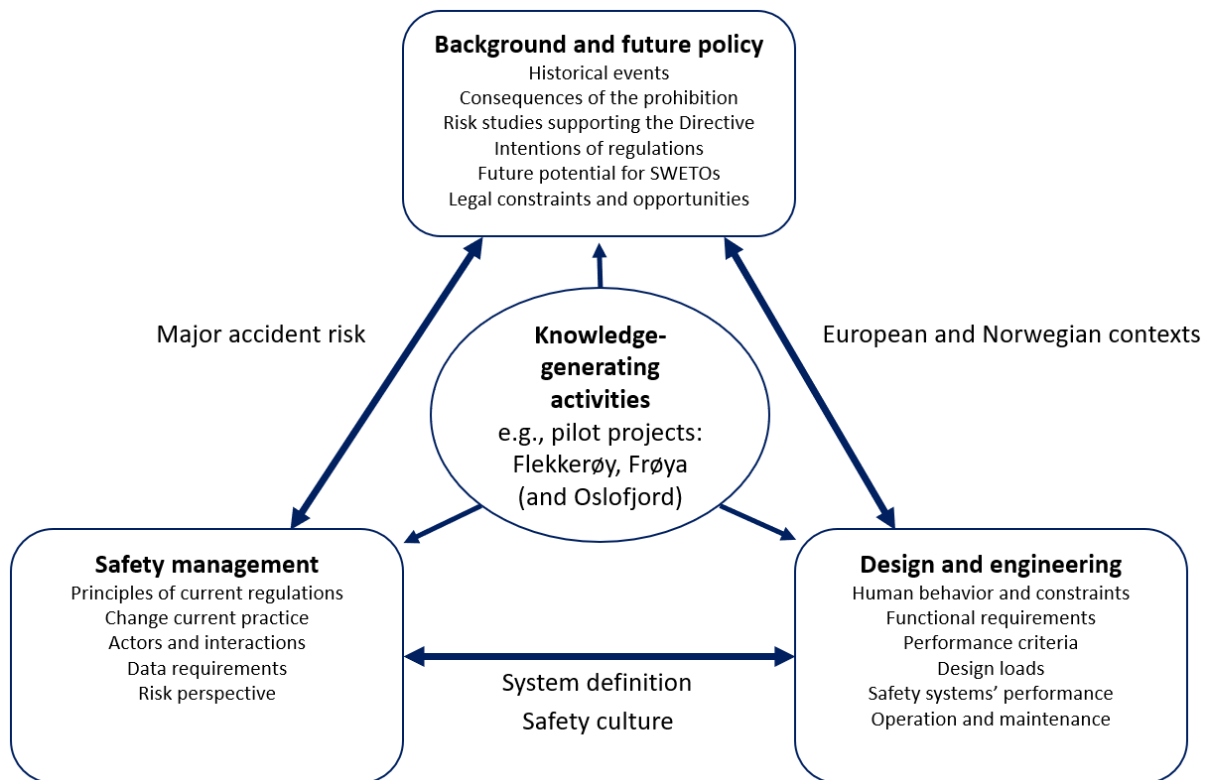 Background and future policy
Historical events
Consequences of the prohibition
Risk studies supporting the Directive
Intentions of regulations
Future potential for SWETOs
Legal constraints and opportunities
Major accident risk
European and Norwegian contexts
Knowledge-
generating
activities
e.g., pilot projects:
Flekkerøy, Frøya
(and Oslofjord)
Safety management
Principles of current regulations
Change current practice
Actors and interactions
Data requirements
Risk perspective
System definition
Safety culture
Design and engineering
Human behavior and constraints
Functional requirements
Performance criteria
Design loads
Safety systems’ performance
Operation and maintenance